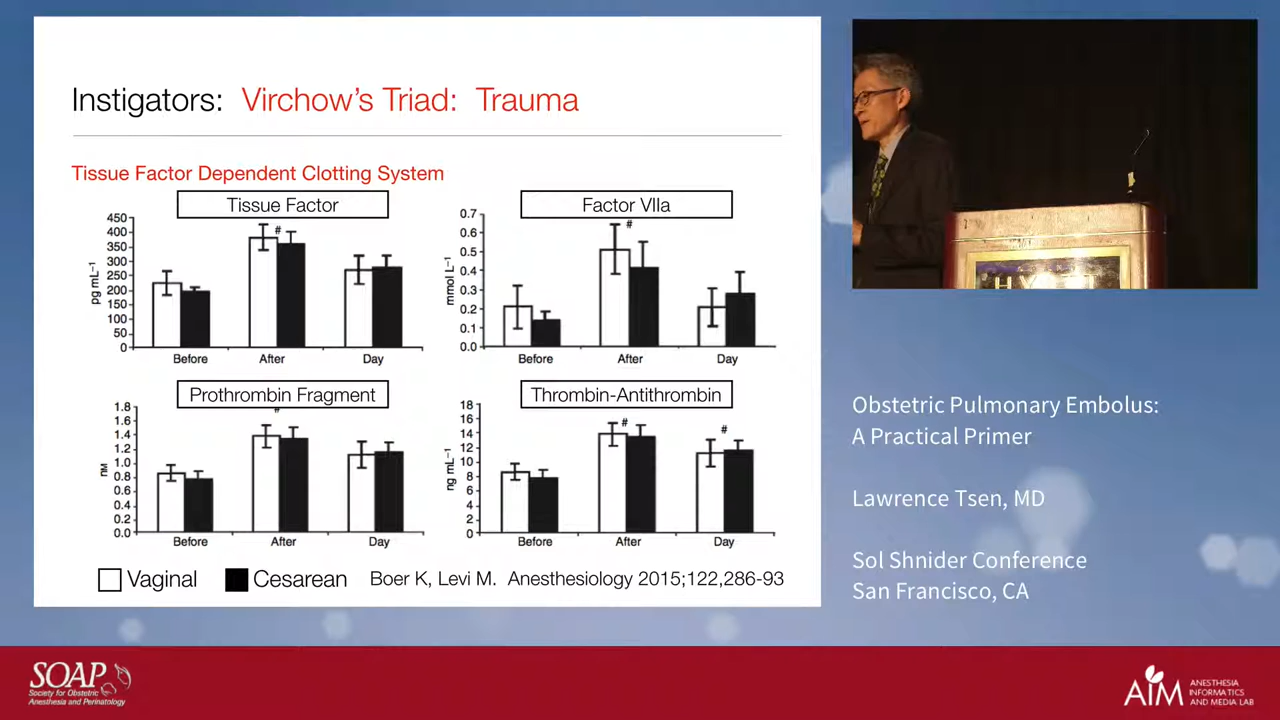 Instigators: Virchow's Triad: Trauma
Tissue Factor Dependent Clotting System
Tissue Factor
450
400
350
300
250
200
150
100
50
0
pg mL–1
#
Before After Day
Factor VIIa
0.7
0.6
0.5
0.4
0.3
0.2
0.1
0.0
mmol L–1
#
Before After Day
Prothrombin Fragment
1.8
1.6
1.4
1.2
1.0
0.8
0.6
0.4
0.2
0.0
nM
#
Before After Day
Thrombin-Antithrombin
18
16
14
12
10
8
6
4
2
0
ng mL–1
# #
Before After Day
Vaginal Cesarean Boer K, Levi M. Anesthesiology 2015;122,286-93
Obstetric Pulmonary Embolus:
A Practical Primer
Lawrence Tsen, MD
Sol Shnider Conference
San Francisco, CA
SOAP
Society for Obstetric
Anesthesia and Perinatology
AIM
ANESTHESIA
INFORMATICS
AND MEDIA LAB